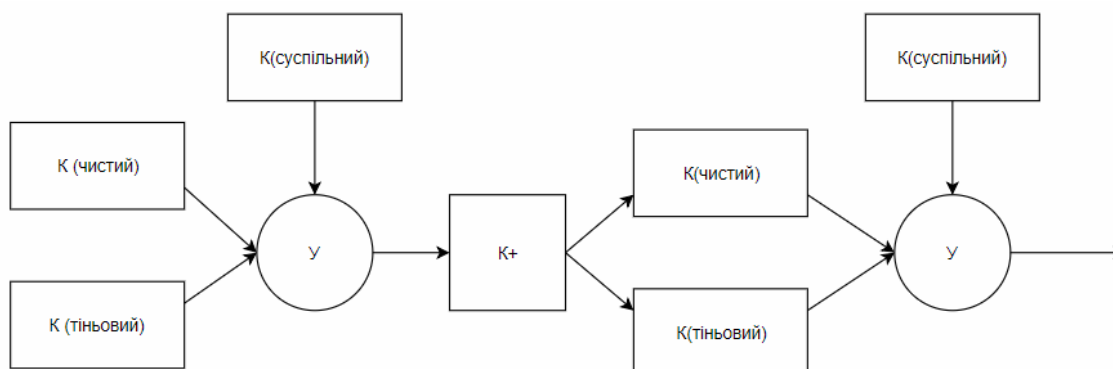 К(суспільний)
К(суспільний)
К (чистий)
К(чистий)
У
К+
У
К (тіньовий)
К(тіньовий)